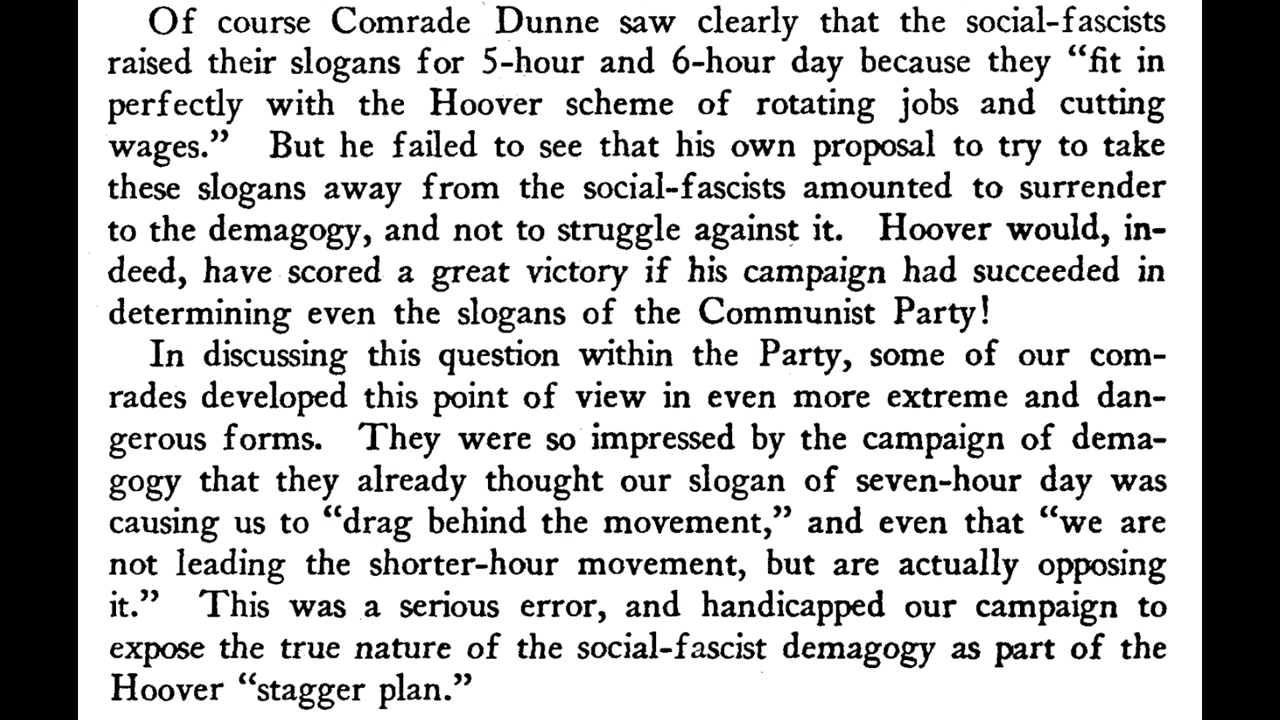 Of course Comrade Dunne saw clearly that the social-fascists
raised their slogans for 5-hour and 6-hour day because they “fit in
perfectly with the Hoover scheme of rotating jobs and cutting
wages.” But he failed to see that his own proposal to try to take
these slogans away from the social-fascists amounted to surrender
to the demagogy, and not to struggle against it. Hoover would, in-
deed, have scored a great victory if his campaign had succeeded in
determining even the slogans of the Communist Party!
In discussing this question within the Party, some of our com-
rades developed this point of view in even more extreme and dan-
gerous forms. They were so impressed by the campaign of dema-
gogy that they already thought our slogan of seven-hour day was
causing us to “drag behind the movement,” and even that “we are
not leading the shorter-hour movement, but are actually opposing
it.” This was a serious error, and handicapped our campaign to
expose the true nature of the social-fascist demagogy as part of the
Hoover “stagger plan.”